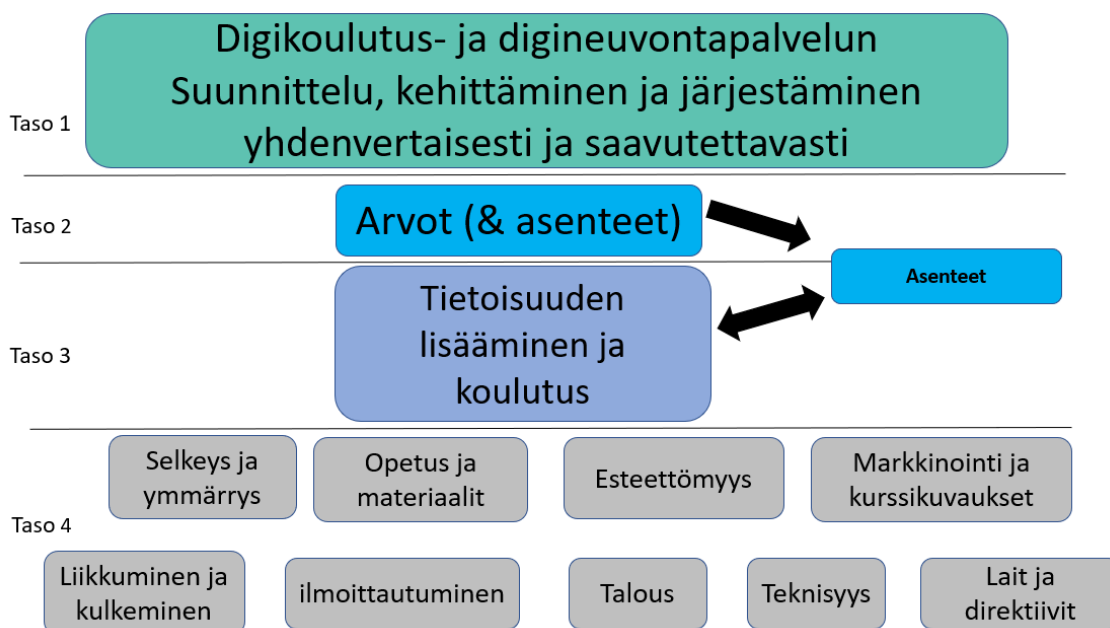 Digikoulutus- ja digineuvontapalvelun
Suunnittelu, kehittäminen ja järjestäminen
yhdenvertaisesti ja saavutettavasti
Taso 1
Taso 2
Arvot (& asenteet)
Asenteet
Taso 3
Tietoisuuden
lisääminen ja
koulutus
Selkeys ja
ymmärrys
Opetus ja
materiaalit
Esteettömyys
Markkinointi ja
kurssikuvaukset
Taso 4
Liikkuminen ja
kulkeminen
ilmoittautuminen
Talous
Teknisyys
Lait ja
direktiivit